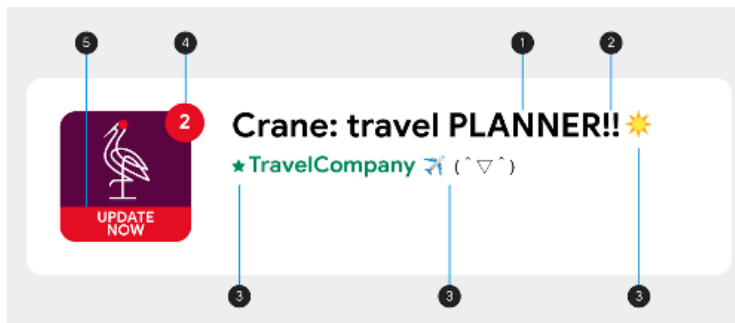 5 4 1 2
2
Crane: travel PLANNER!!☀️
★TravelCompany ✈️ (ˆ▽ˆ)
UPDATE
NOW
3 3 3